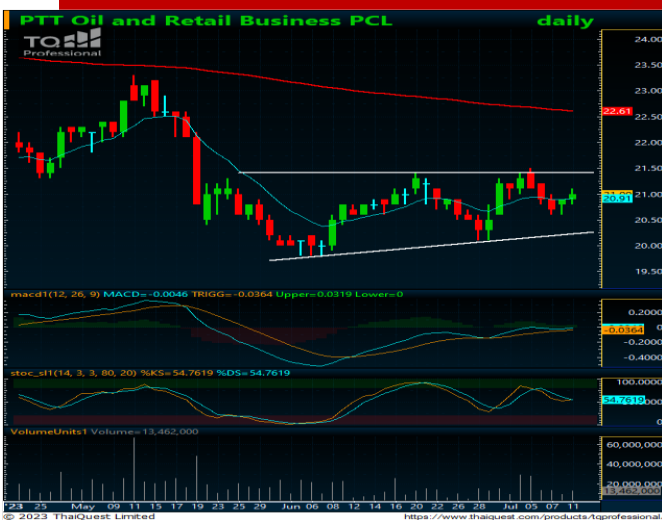 PTT Oil and Retail Business PCL daily
TQ
Professional
24.00
23.50
23.00
22.61
22.50
22.00
21.50
21.00
20.91
20.50
20.00
19.50
macd1(12, 26, 9) MACD=-0.0046 TRIGG=-0.0364 Upper=0.0319 Lower=0
0.2000
-0.0364
-0.2000
-0.4000
stoc_sl1(14, 3, 3, 80, 20) %KS=54.7619 %DS=54.7619
100.0000
54.7619
0
VolumeUnits1 Volume=13,462,000
60,000,000
40,000,000
20,000,000
13,462,000
'23 25 May 09 11 15 17 19 23 25 29 Jun 06 08 12 14 16 20 22 26 28 Jul 05 07 11
© 2023 ThaiQuest Limited https://www.thaiquest.com/products/tqprofessional.